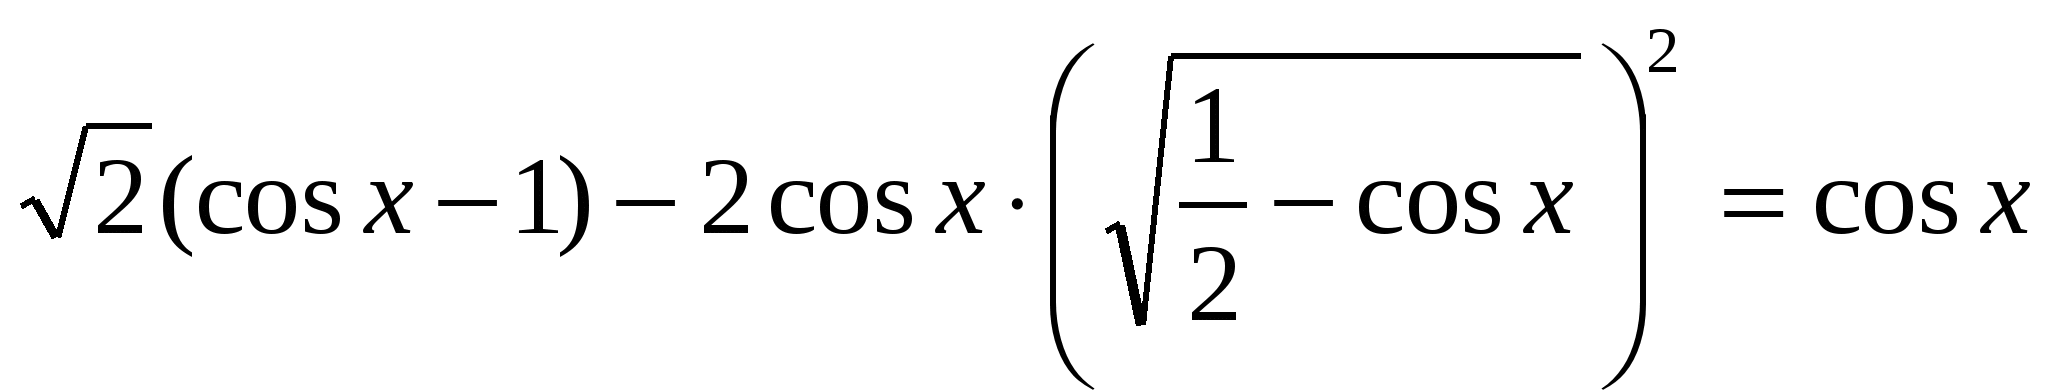 √2(cos x − 1) − 2 cos x · (√(1/2 − cos x))² = cos x